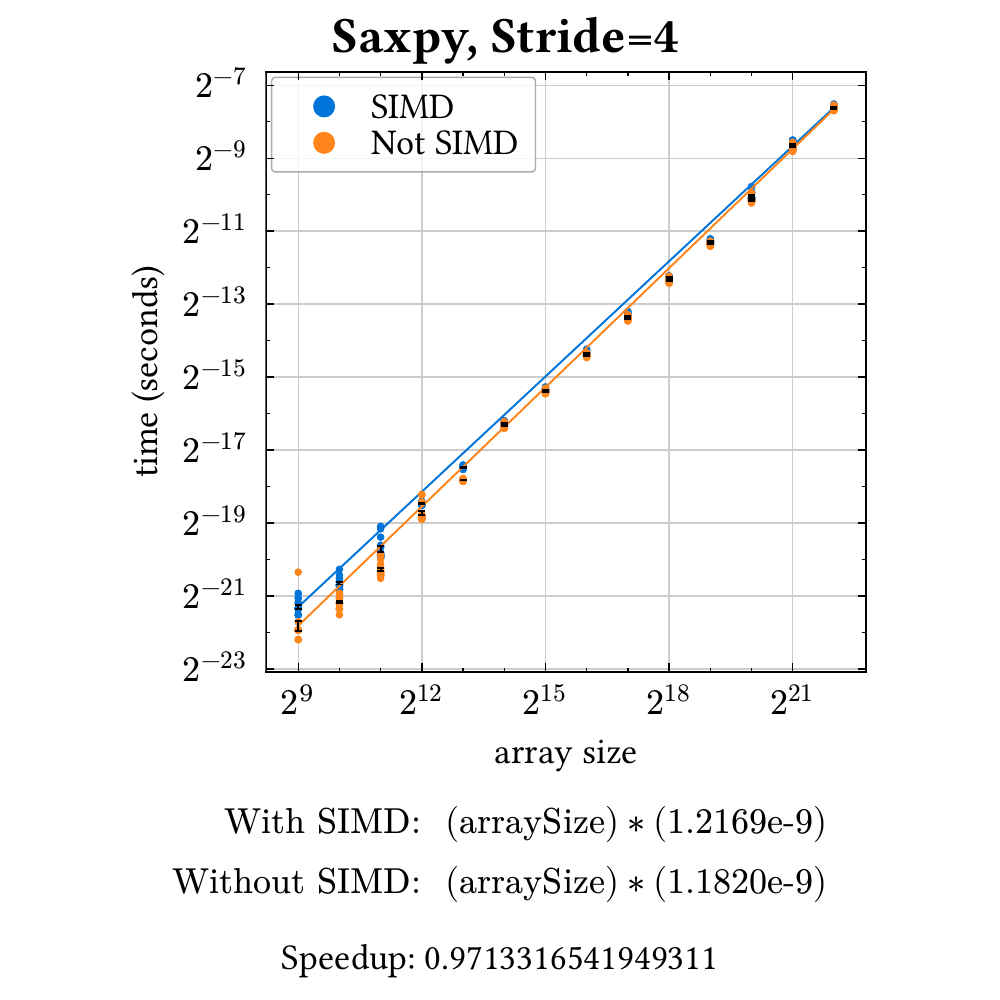 Saxpy, Stride=4
SIMD
Not SIMD
time (seconds)
2^−7
2^−9
2^−11
2^−13
2^−15
2^−17
2^−19
2^−21
2^−23
2^9 2^12 2^15 2^18 2^21
array size
With SIMD: (arraySize) ∗ (1.2169e-9)
Without SIMD: (arraySize) ∗ (1.1820e-9)
Speedup: 0.9713316541949311